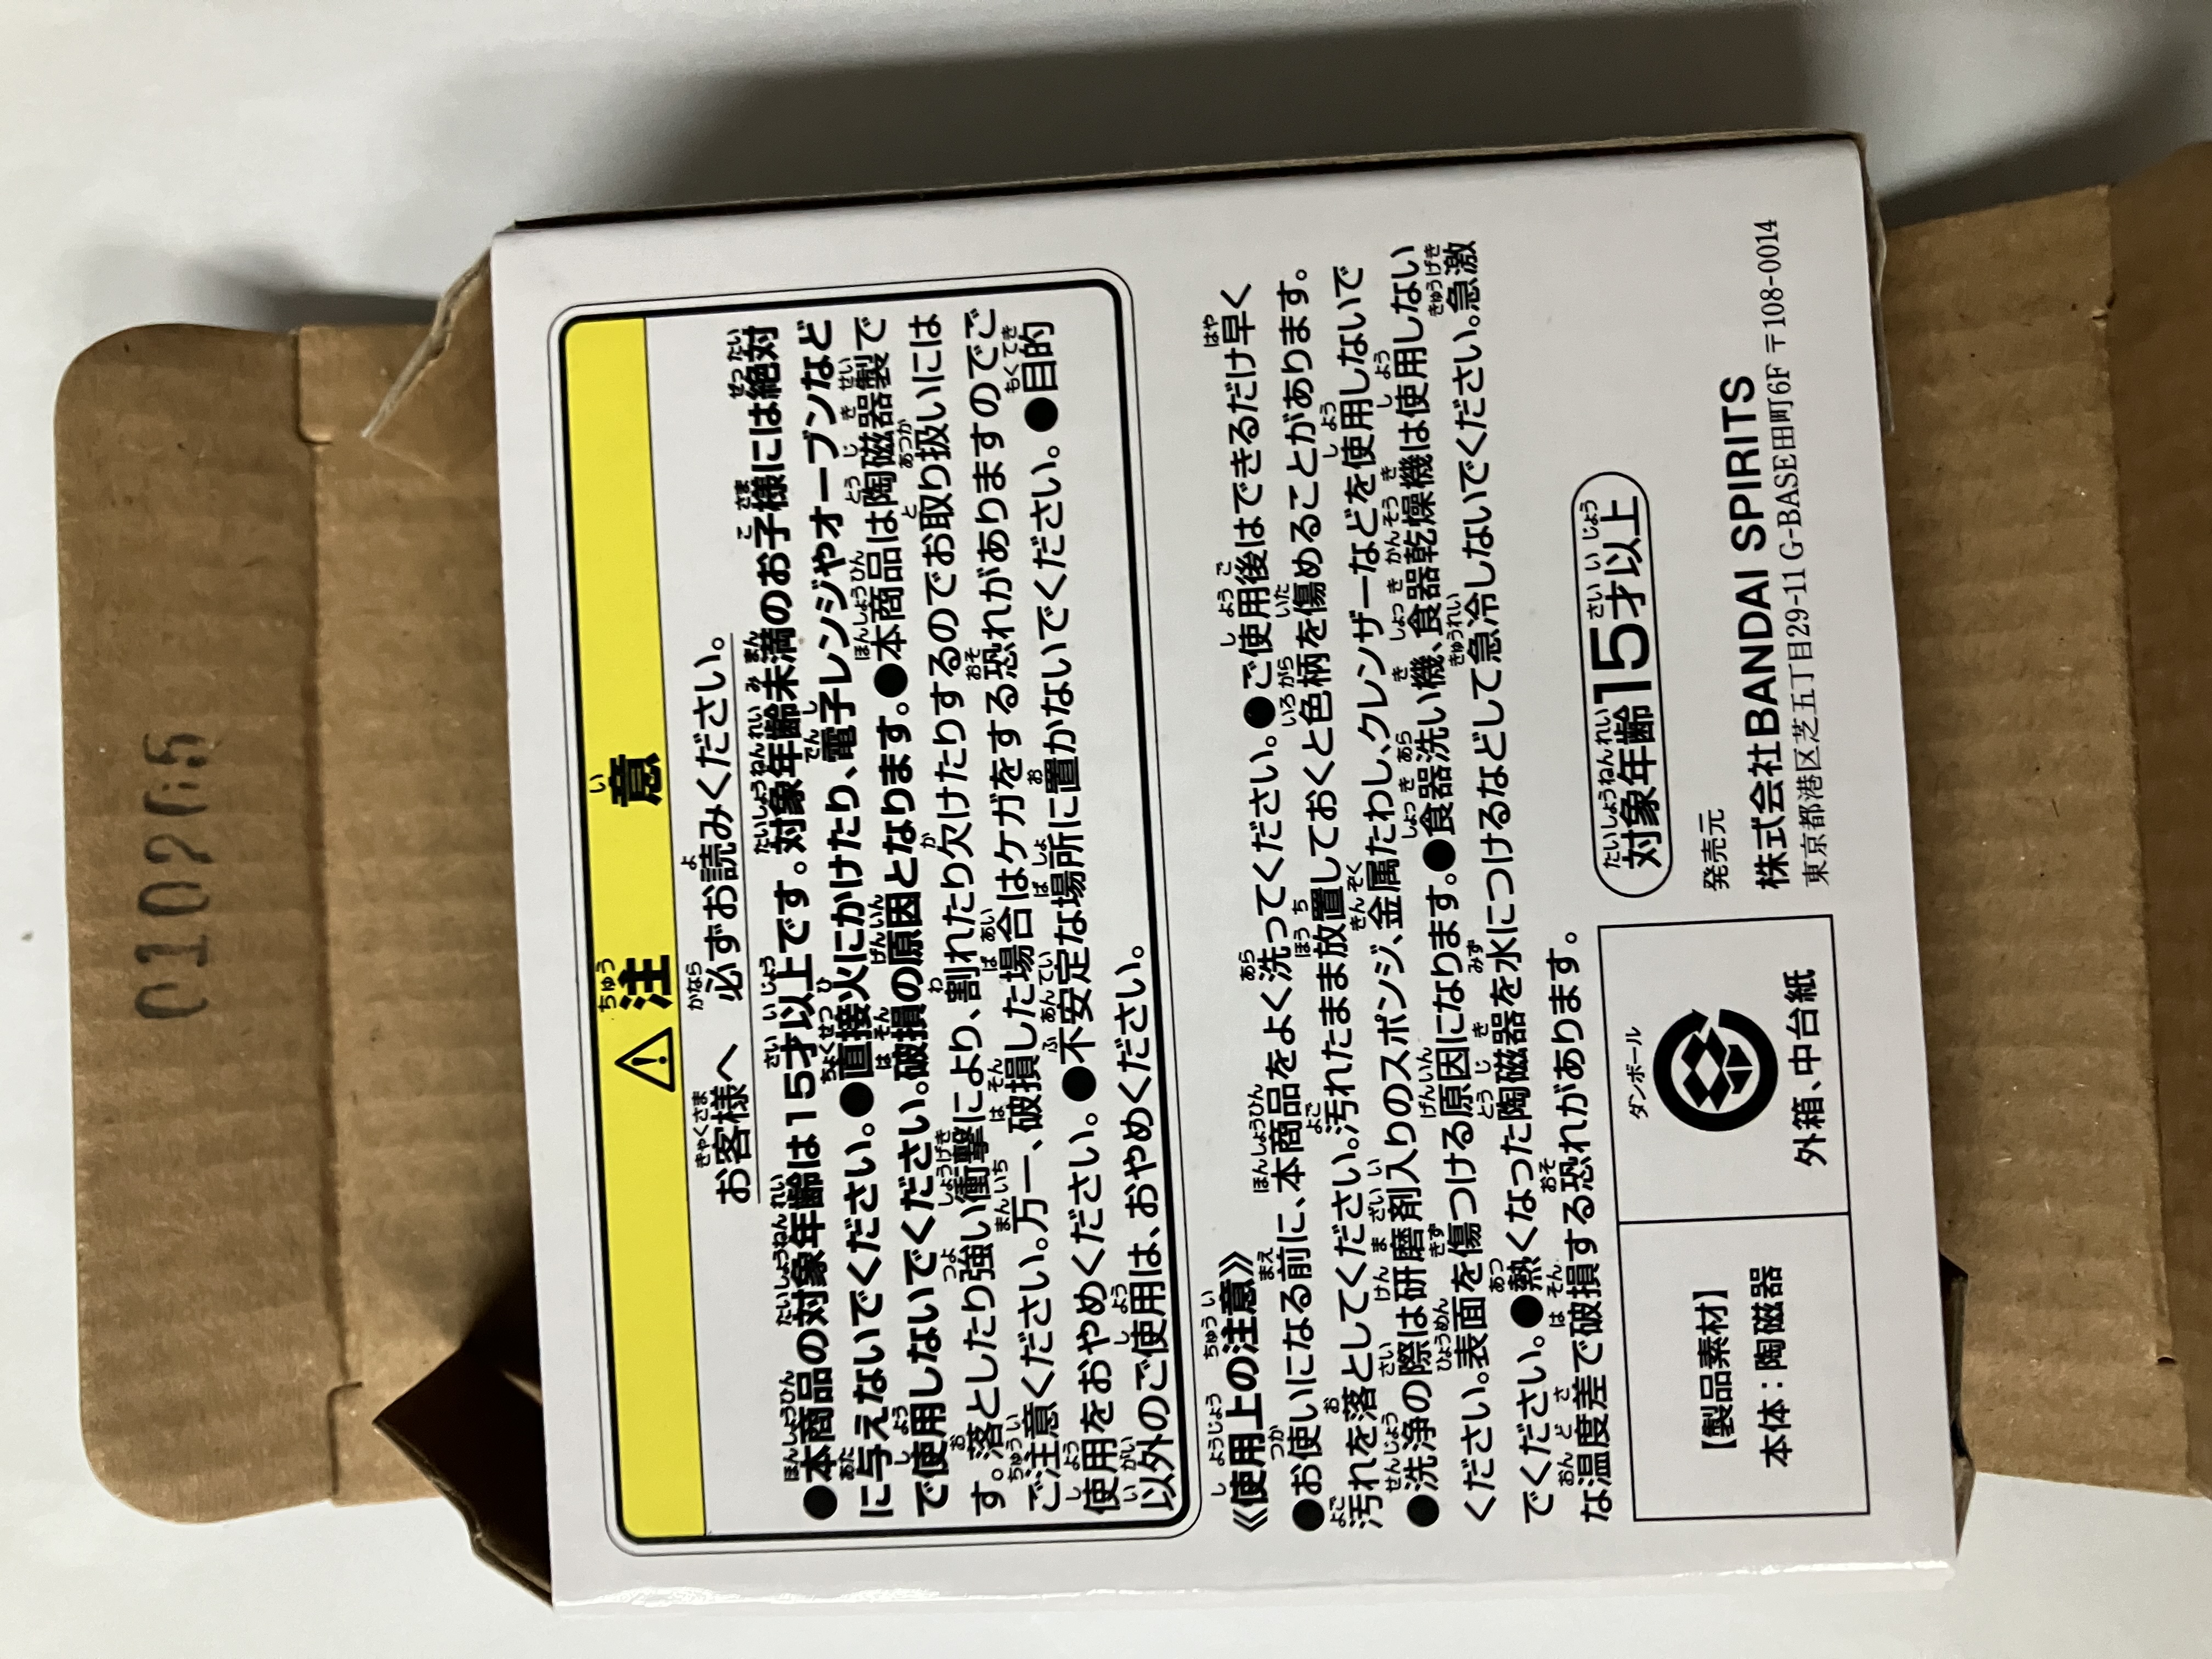 ⚠注意
お客様へ 必ずお読みください。
●本商品の対象年齢は15才以上です。対象年齢未満のお子様には絶対
に与えないでください。●直接火にかけたり、電子レンジやオーブンなど
で使用しないでください。破損の原因となります。●本商品は陶磁器製で
す。落としたり強い衝撃により、割れたり欠けたりするのでお取り扱いには
ご注意ください。万一、破損した場合はケガをする恐れがありますのでご
使用をおやめください。●不安定な場所に置かないでください。●目的
以外のご使用は、おやめください。
《使用上の注意》
●お使いになる前に、本商品をよく洗ってください。●ご使用後はできるだけ早く
汚れを落としてください。汚れたまま放置しておくと色柄を傷めることがあります。
●洗浄の際は研磨剤入りのスポンジ、金属たわし、クレンザーなどを使用しないで
ください。表面を傷つける原因になります。●食器洗い機、食器乾燥機は使用しない
でください。●熱くなった陶磁器を水につけるなどして急冷しないでください。急激
な温度差で破損する恐れがあります。
【製品素材】
本体：陶磁器
ダンボール
外箱、中台紙
対象年齢15才以上
発売元
株式会社BANDAI SPIRITS
東京都港区芝五丁目29-11 G-BASE田町6F 〒108-0014